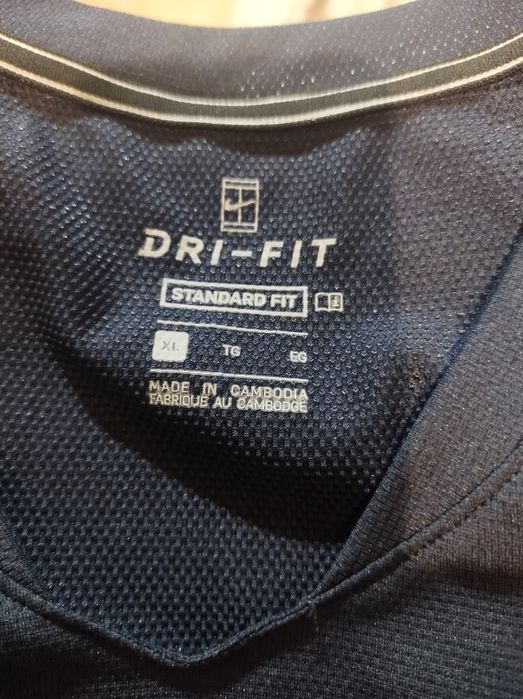 DRI-FIT
STANDARD FIT
XL TG EG
MADE IN CAMBODIA
FABRIQUE AU CAMBODGE